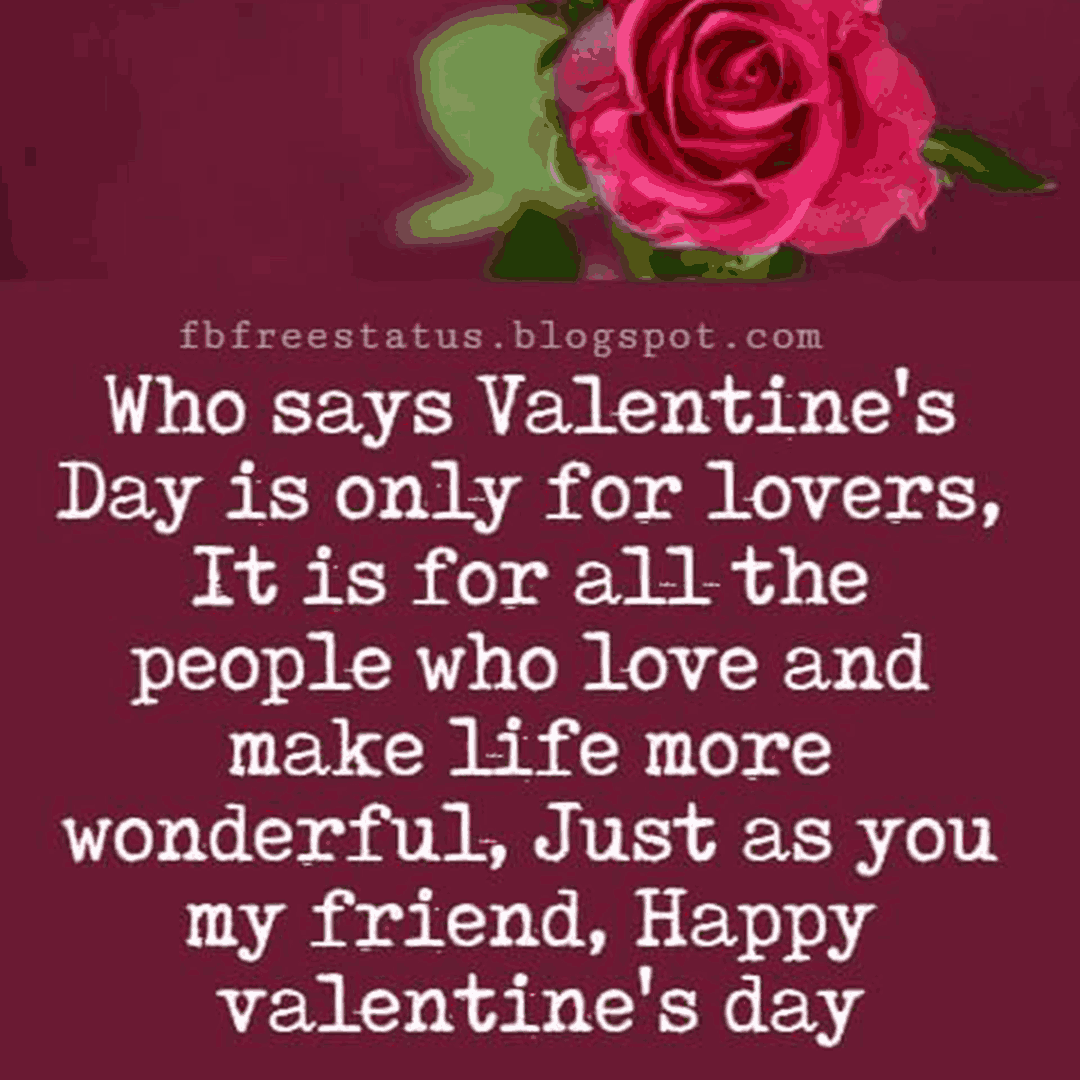 fbfreestatus.blogspot.com
Who says Valentine's
Day is only for lovers,
It is for all the
people who love and
make life more
wonderful, Just as you
my friend, Happy
valentine's day